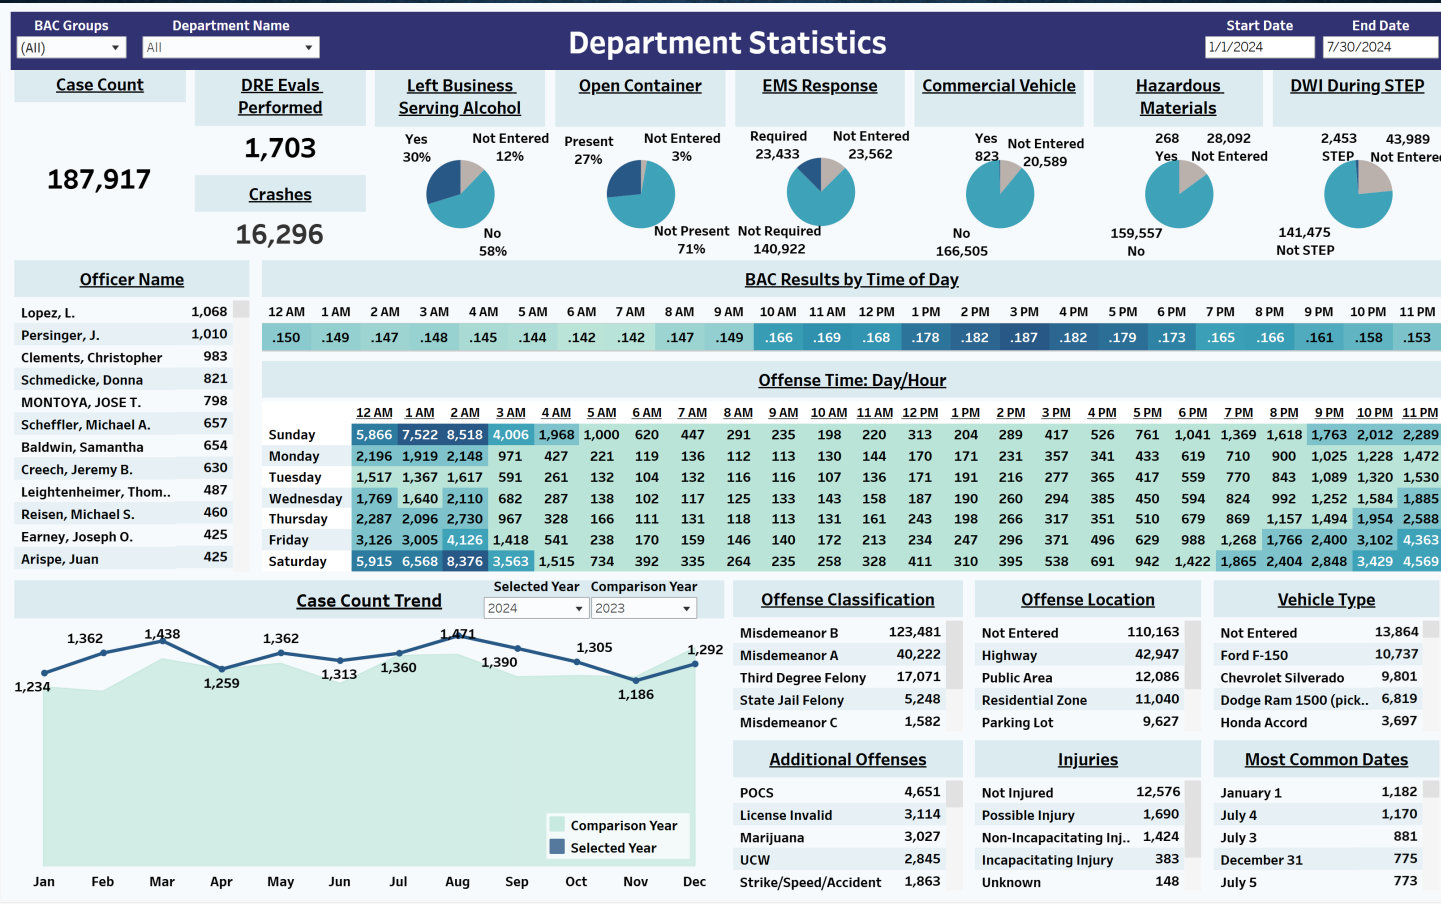 BAC Groups
Department Name
Department Statistics
Start Date
End Date
(All)
All
1/1/2024
7/30/2024
Case Count
187,917
DRE Evals
Performed
1,703
Crashes
16,296
Left Business
Serving Alcohol
Yes
30%
Not Entered
12%
No
58%
Open Container
Present
27%
Not Entered
3%
Not Present
71%
EMS Response
Required
23,433
Not Entered
23,562
Not Required
140,922
Commercial Vehicle
Yes
823
Not Entered
20,589
No
166,505
Hazardous
Materials
268
Yes
28,092
Not Entered
159,557
No
DWI During STEP
2,453
STEP
43,989
Not Entered
141,475
Not STEP
Officer Name
Lopez, L. 1,068
Persinger, J. 1,010
Clements, Christopher 983
Schmedicke, Donna 821
MONTOYA, JOSE T. 798
Scheffler, Michael A. 657
Baldwin, Samantha 654
Creech, Jeremy B. 630
Leightenheimer, Thom.. 487
Reisen, Michael S. 460
Earney, Joseph O. 425
Arispe, Juan 425
BAC Results by Time of Day
12 AM 1 AM 2 AM 3 AM 4 AM 5 AM 6 AM 7 AM 8 AM 9 AM 10 AM 11 AM 12 PM 1 PM 2 PM 3 PM 4 PM 5 PM 6 PM 7 PM 8 PM 9 PM 10 PM 11 PM
.150 .149 .147 .148 .145 .144 .142 .142 .147 .149 .166 .169 .168 .178 .182 .187 .182 .179 .173 .165 .166 .161 .158 .153
Offense Time: Day/Hour
12 AM 1 AM 2 AM 3 AM 4 AM 5 AM 6 AM 7 AM 8 AM 9 AM 10 AM 11 AM 12 PM 1 PM 2 PM 3 PM 4 PM 5 PM 6 PM 7 PM 8 PM 9 PM 10 PM 11 PM
Sunday 5,866 7,522 8,518 4,006 1,968 1,000 620 447 291 235 198 220 313 204 289 417 526 761 1,041 1,369 1,618 1,763 2,012 2,289
Monday 2,196 1,919 2,148 971 427 221 119 136 112 113 130 144 170 171 231 357 341 433 619 710 900 1,025 1,228 1,472
Tuesday 1,517 1,367 1,617 591 261 132 104 132 116 116 107 136 171 191 216 277 365 417 559 770 843 1,089 1,320 1,530
Wednesday 1,769 1,640 2,110 682 287 138 102 117 125 133 143 158 187 190 260 294 385 450 594 824 992 1,252 1,584 1,885
Thursday 2,287 2,096 2,730 967 328 166 111 131 118 113 131 161 243 198 266 317 351 510 679 869 1,157 1,494 1,954 2,588
Friday 3,126 3,005 4,126 1,418 541 238 170 159 146 140 172 213 234 247 296 371 496 629 988 1,268 1,766 2,400 3,102 4,363
Saturday 5,915 6,568 8,376 3,563 1,515 734 392 335 264 235 258 328 411 310 395 538 691 942 1,422 1,865 2,404 2,848 3,429 4,569
Case Count Trend
Selected Year
Comparison Year
2024
2023
1,234
1,362
1,438
1,259
1,362
1,313
1,360
1,471
1,390
1,305
1,186
1,292
Comparison Year
Selected Year
Jan Feb Mar Apr May Jun Jul Aug Sep Oct Nov Dec
Offense Classification
Misdemeanor B 123,481
Misdemeanor A 40,222
Third Degree Felony 17,071
State Jail Felony 5,248
Misdemeanor C 1,582
Offense Location
Not Entered 110,163
Highway 42,947
Public Area 12,086
Residential Zone 11,040
Parking Lot 9,627
Vehicle Type
Not Entered 13,864
Ford F-150 10,737
Chevrolet Silverado 9,801
Dodge Ram 1500 (pick.. 6,819
Honda Accord 3,697
Additional Offenses
POCS 4,651
License Invalid 3,114
Marijuana 3,027
UCW 2,845
Strike/Speed/Accident 1,863
Injuries
Not Injured 12,576
Possible Injury 1,690
Non-Incapacitating Inj.. 1,424
Incapacitating Injury 383
Unknown 148
Most Common Dates
January 1 1,182
July 4 1,170
July 3 881
December 31 775
July 5 773